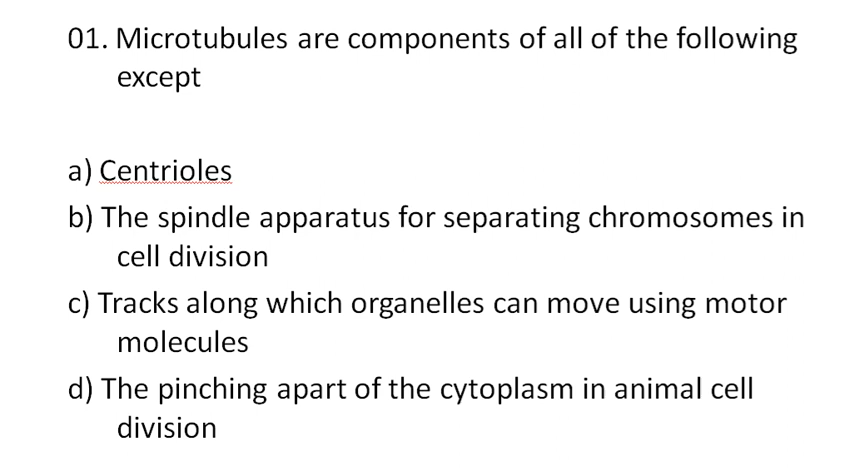 01. Microtubules are components of all of the following
except
a) Centrioles
b) The spindle apparatus for separating chromosomes in
cell division
c) Tracks along which organelles can move using motor
molecules
d) The pinching apart of the cytoplasm in animal cell
division